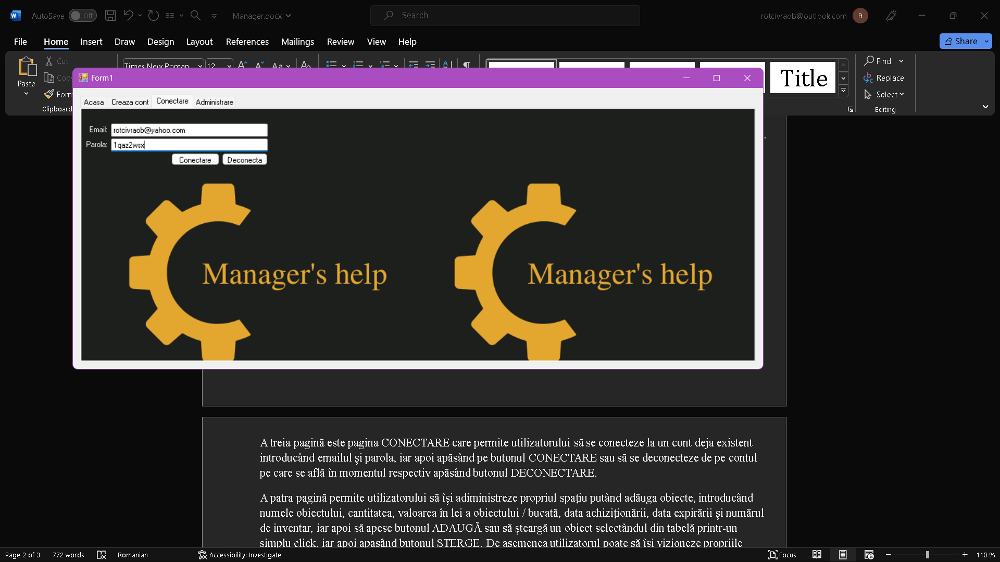 AutoSave Off Manager.docx Search rotcivraob@outlook.com R
File Home Insert Draw Design Layout References Mailings Review View Help Share
Paste Cut Times New Roman 12 Aa Title Find
Copy Replace
Form Select
Clipboard Editing
Form1
Acasa Creaza cont Conectare Administrare
Email: rotcivraob@yahoo.com
Parola: 1qaz2wsx
Conectare Deconecta
Manager's help Manager's help
A treia pagină este pagina CONECTARE care permite utilizatorului să se conecteze la un cont deja existent
introducând emailul și parola, iar apoi apăsând pe butonul CONECTARE sau să se deconecteze de pe contul
pe care se află în momentul respectiv apăsând butonul DECONECTARE.
A patra pagină permite utilizatorului să își adiministreze propriul spațiu putând adăuga obiecte, introducând
numele obiectului, cantitatea, valoarea în lei a obiectului / bucată, data achiziționării, data expirării și numărul
de inventar, iar apoi să apese butonul ADAUGĂ sau să șteargă un obiect selectândul din tabelă printr-un
simplu click, iar apoi apasând butonul STERGE. De asemenea utilizatorul poate să îsi vizioneze propriile
Page 2 of 3 772 words Romanian Accessibility: Investigate Focus 110 %